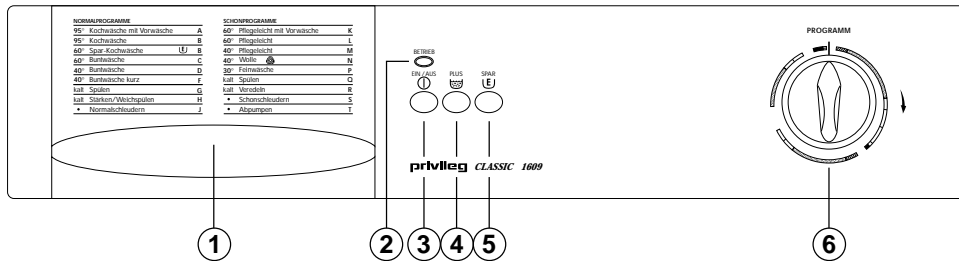 NORMALPROGRAMME
95° Kochwäsche mit Vorwäsche A
95° Kochwäsche B
60° Spar-Kochwäsche E B
60° Buntwäsche C
40° Buntwäsche D
40° Buntwäsche kurz F
kalt Spülen G
kalt Stärken/Weichspülen H
• Normalschleudern J
SCHONPROGRAMME
60° Pflegeleicht mit Vorwäsche K
60° Pflegeleicht L
40° Pflegeleicht M
40° Wolle N
30° Feinwäsche P
kalt Spülen Q
kalt Veredeln R
• Schonschleudern S
• Abpumpen T
BETRIEB
EIN/AUS PLUS SPAR
E
privileg CLASSIC 1609
PROGRAMM
1 2 3 4 5 6